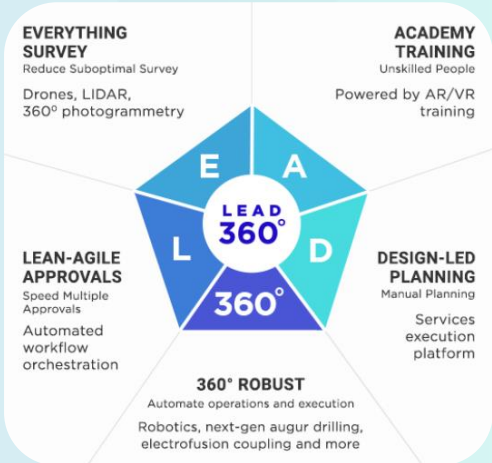 EVERYTHING
SURVEY
Reduce Suboptimal Survey
Drones, LIDAR,
360º photogrammetry
ACADEMY
TRAINING
Unskilled People
Powered by AR/VR
training
E
A
LEAD
360°
L
D
360°
LEAN-AGILE
APPROVALS
Speed Multiple
Approvals
Automated
workflow
orchestration
DESIGN-LED
PLANNING
Manual Planning
Services
execution
platform
360° ROBUST
Automate operations and execution
Robotics, next-gen augur drilling,
electrofusion coupling and more